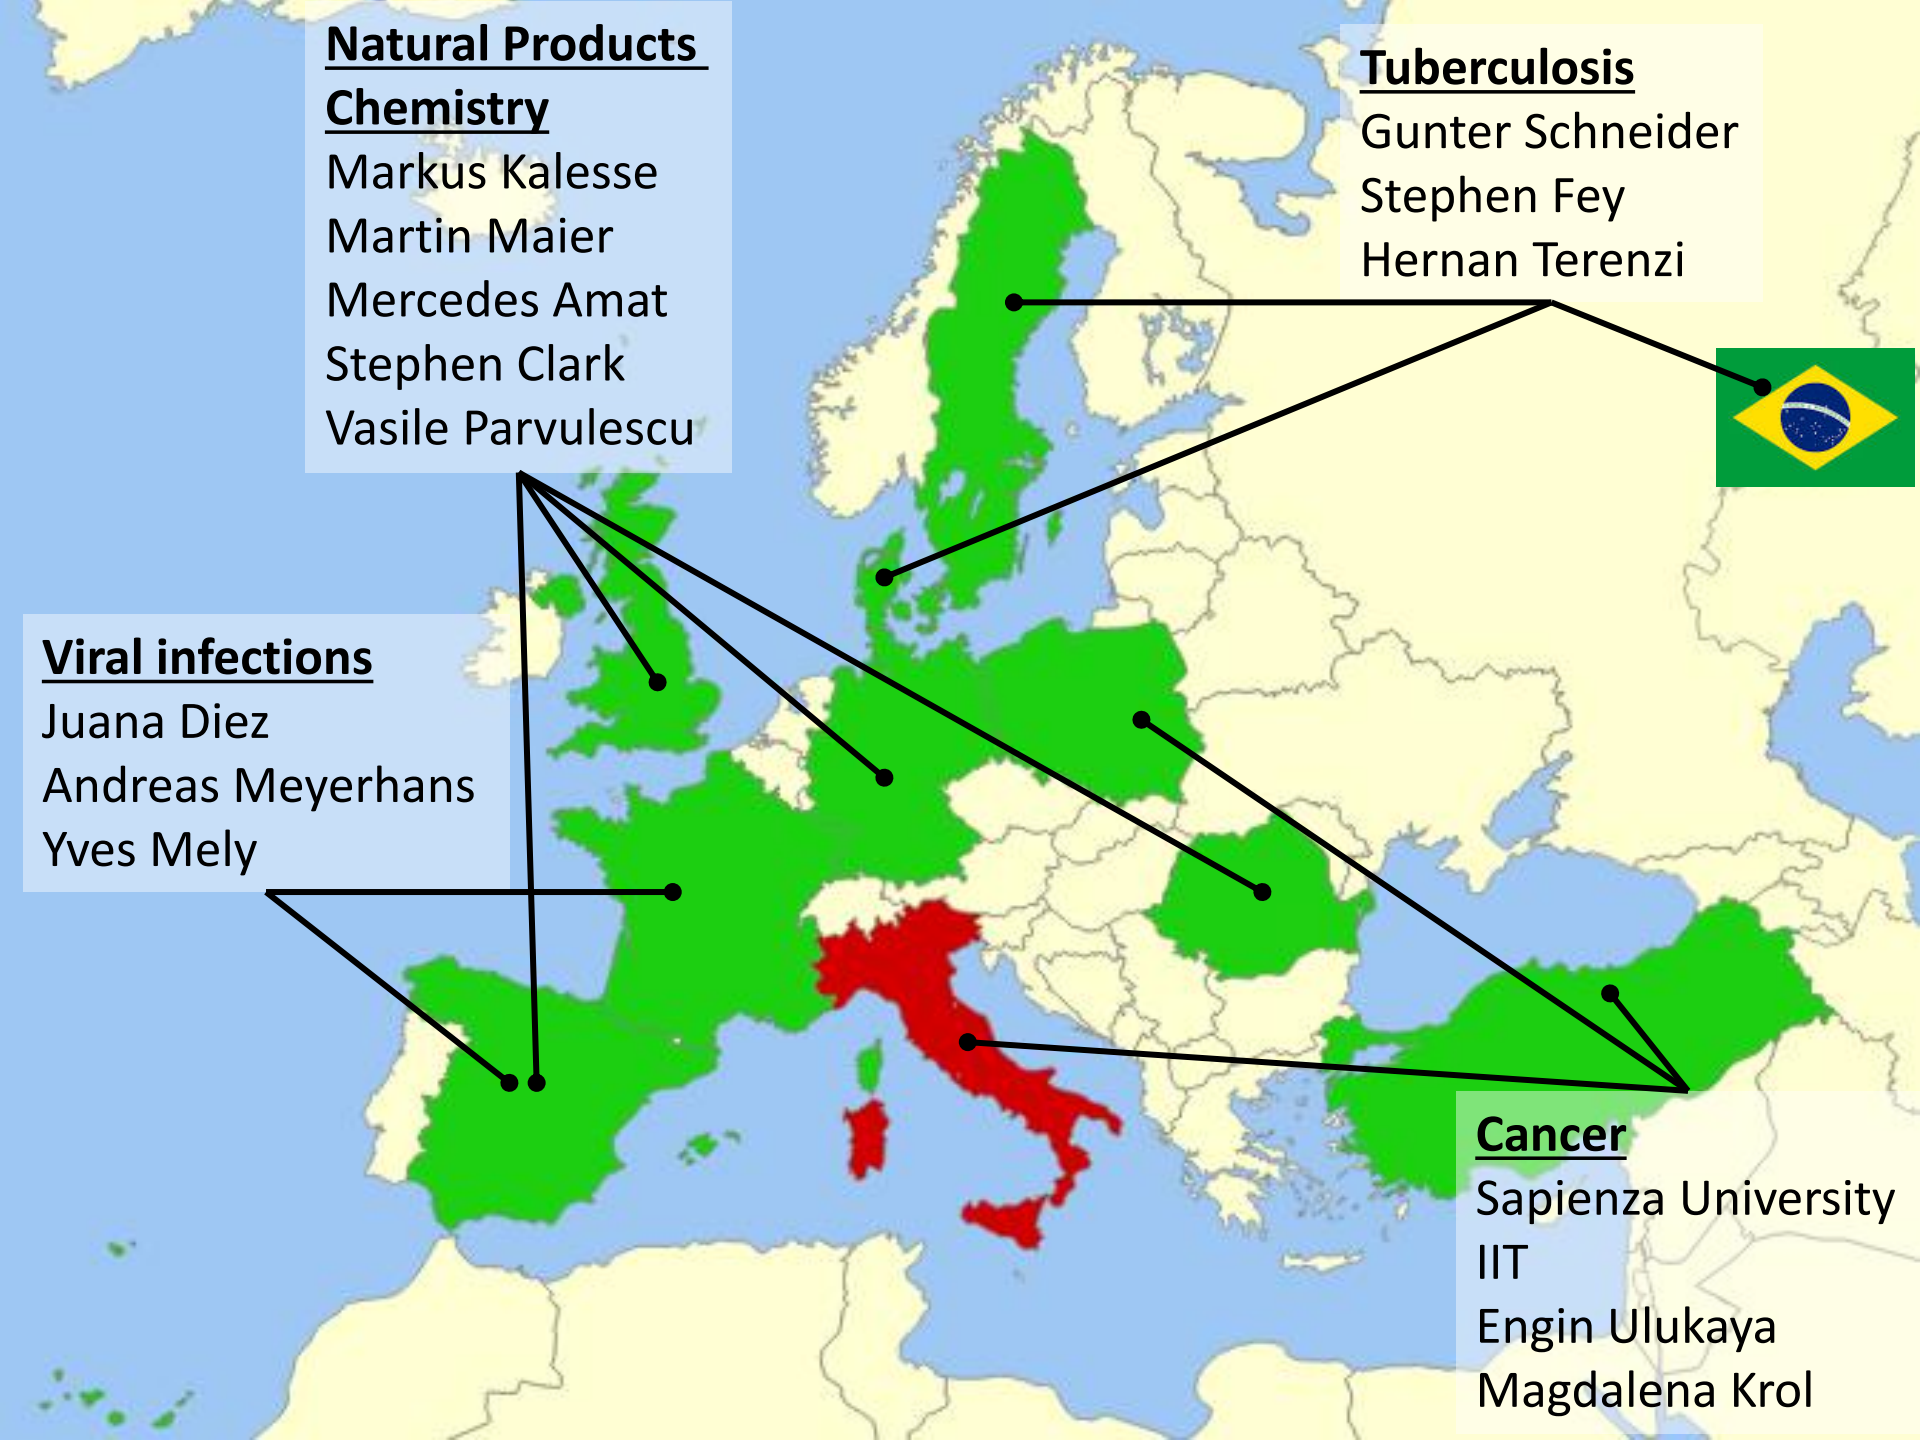 Natural Products
Chemistry
Markus Kalesse
Martin Maier
Mercedes Amat
Stephen Clark
Vasile Parvulescu
Tuberculosis
Gunter Schneider
Stephen Fey
Hernan Terenzi
Viral infections
Juana Diez
Andreas Meyerhans
Yves Mely
Cancer
Sapienza University
IIT
Engin Ulukaya
Magdalena Krol